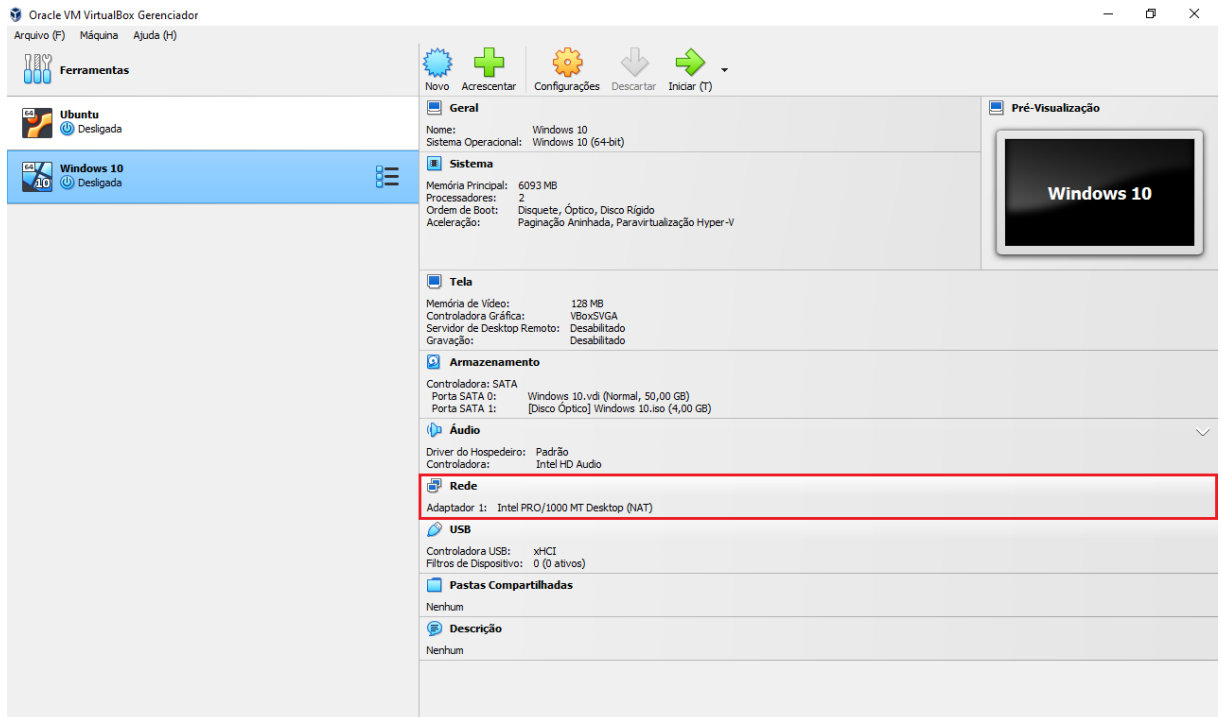 Oracle VM VirtualBox Gerenciador
Arquivo (F) Máquina Ajuda (H)
Ferramentas
Novo Acrescentar Configurações Descartar Iniciar (T)
64
Ubuntu
Desligada
64
10
Windows 10
Desligada
Geral
Nome: Windows 10
Sistema Operacional: Windows 10 (64-bit)
Pré-Visualização
Windows 10
Sistema
Memória Principal: 6093 MB
Processadores: 2
Ordem de Boot: Disquete, Óptico, Disco Rígido
Aceleração: Paginação Aninhada, Paravirtualização Hyper-V
Tela
Memória de Vídeo: 128 MB
Controladora Gráfica: VBoxSVGA
Servidor de Desktop Remoto: Desabilitado
Gravação: Desabilitado
Armazenamento
Controladora: SATA
Porta SATA 0: Windows 10.vdi (Normal, 50,00 GB)
Porta SATA 1: [Disco Óptico] Windows 10.iso (4,00 GB)
Áudio
Driver do Hospedeiro: Padrão
Controladora: Intel HD Audio
Rede
Adaptador 1: Intel PRO/1000 MT Desktop (NAT)
USB
Controladora USB: xHCI
Filtros de Dispositivo: 0 (0 ativos)
Pastas Compartilhadas
Nenhum
Descrição
Nenhum